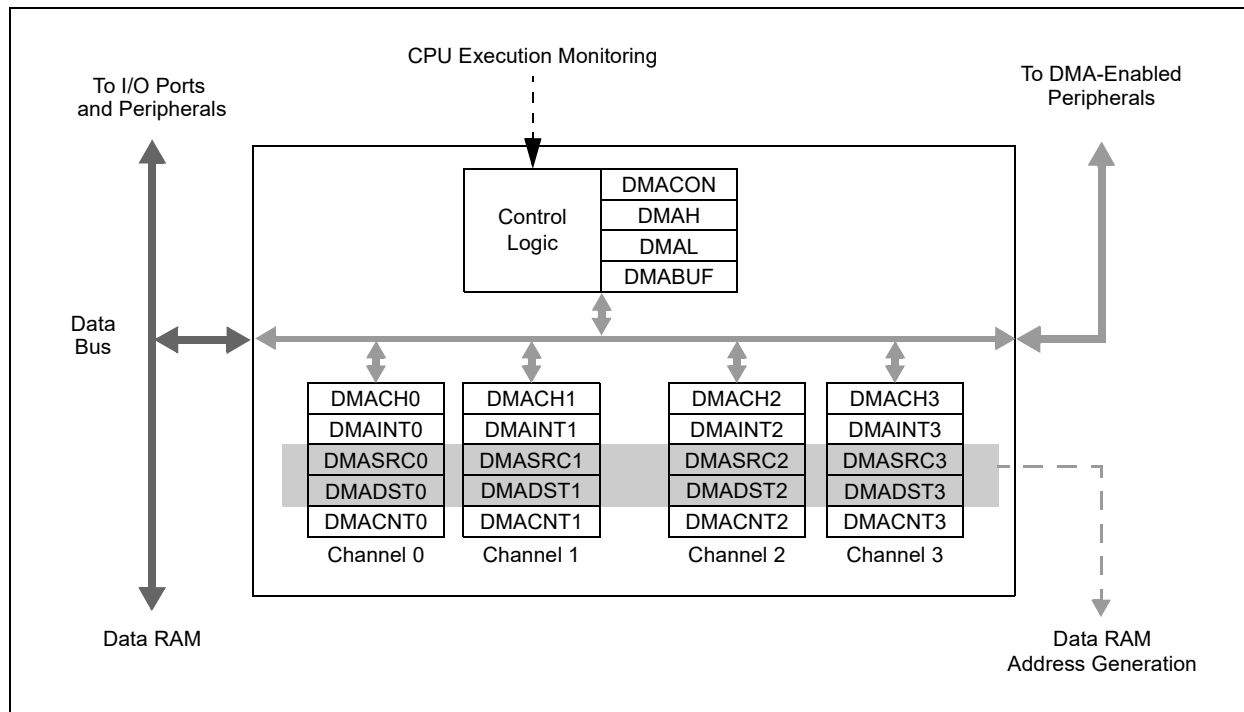 CPU Execution Monitoring
To I/O Ports
and Peripherals
To DMA-Enabled
Peripherals
Control
Logic
DMACON
DMAH
DMAL
DMABUF
Data
Bus
DMACH0
DMAINT0
DMASRC0
DMADST0
DMACNT0
Channel 0
DMACH1
DMAINT1
DMASRC1
DMADST1
DMACNT1
Channel 1
DMACH2
DMAINT2
DMASRC2
DMADST2
DMACNT2
Channel 2
DMACH3
DMAINT3
DMASRC3
DMADST3
DMACNT3
Channel 3
Data RAM
Data RAM
Address Generation